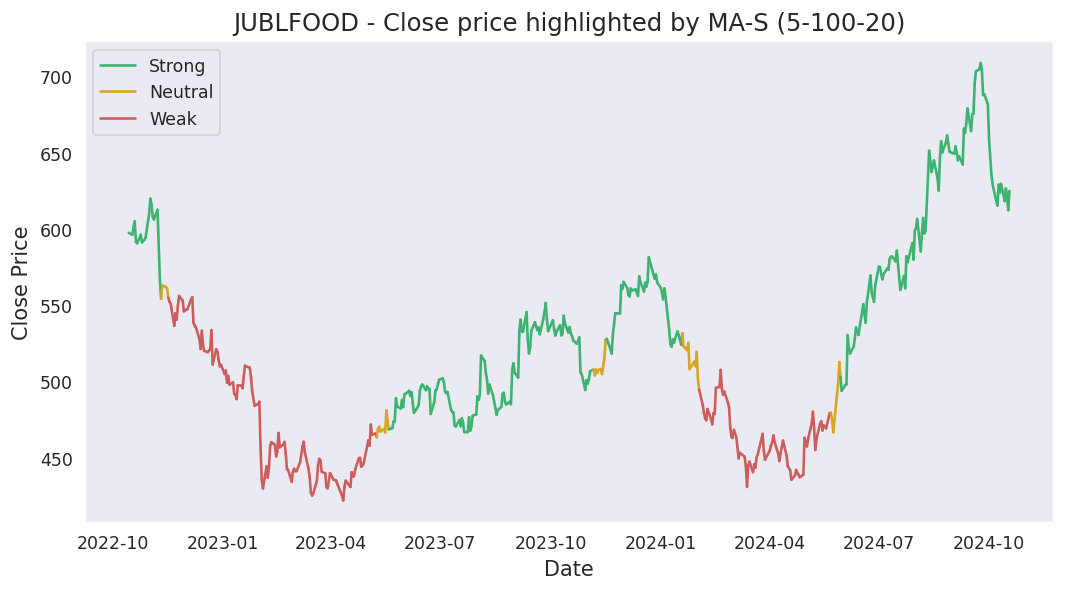 JUBLFOOD - Close price highlighted by MA-S (5-100-20)
Strong
Neutral
Weak
700
650
600
550
500
450
Close Price
2022-10 2023-01 2023-04 2023-07 2023-10 2024-01 2024-04 2024-07 2024-10
Date